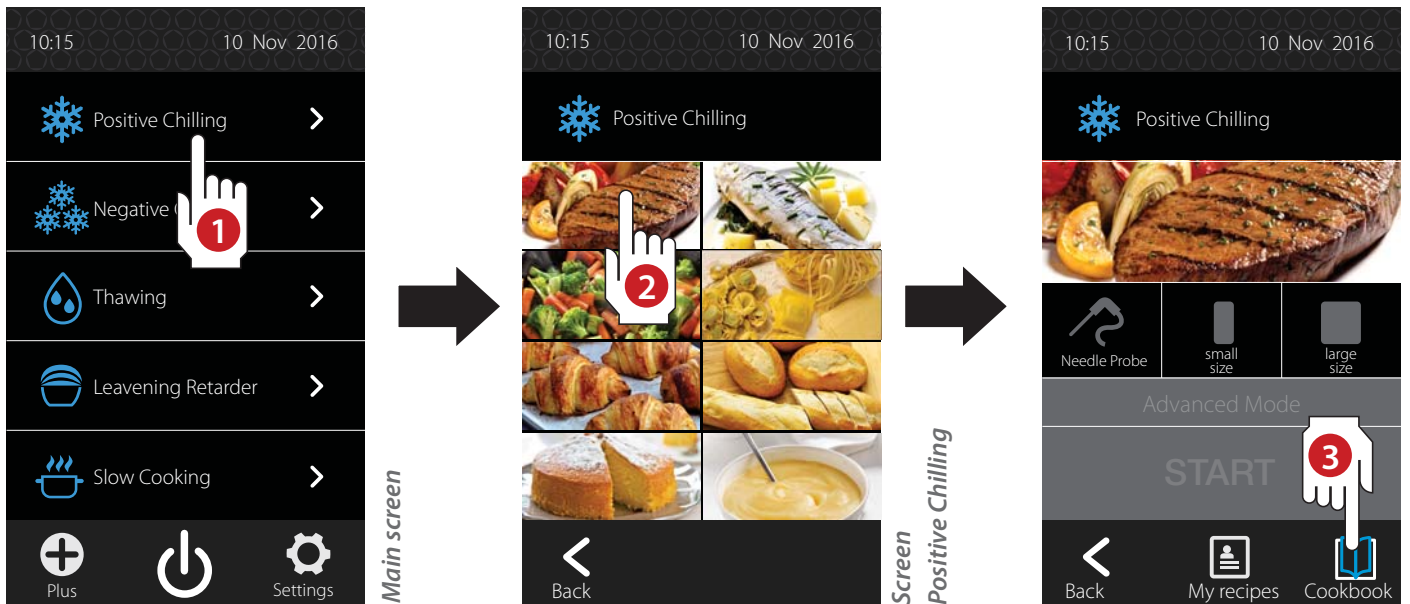 10:15 10 Nov 2016
Positive Chilling
Negative
1
Thawing
Leavening Retarder
Slow Cooking
Plus
Settings
Main screen
10:15 10 Nov 2016
Positive Chilling
2
Back
Screen
Positive Chilling
10:15 10 Nov 2016
Positive Chilling
Needle Probe
small
size
large
size
Advanced Mode
START
3
Back
My recipes
Cookbook